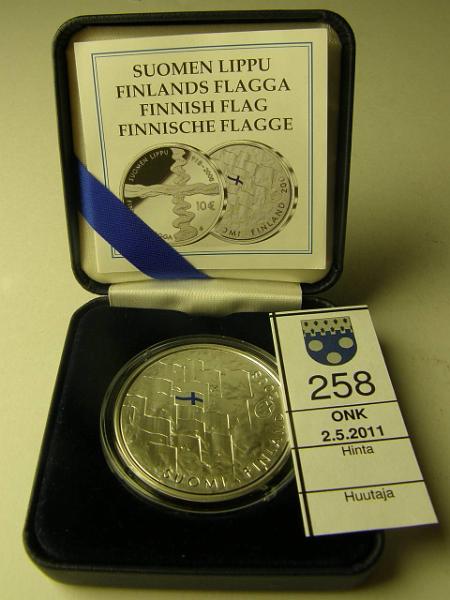 SUOMEN LIPPU
FINLANDS FLAGGA
FINNISH FLAG
FINNISCHE FLAGGE
SUOMEN LIPPU
10€
FINLAND 200
258
ONK
2.5.2011
Hinta
Huutaja
SUOMI FINLAND